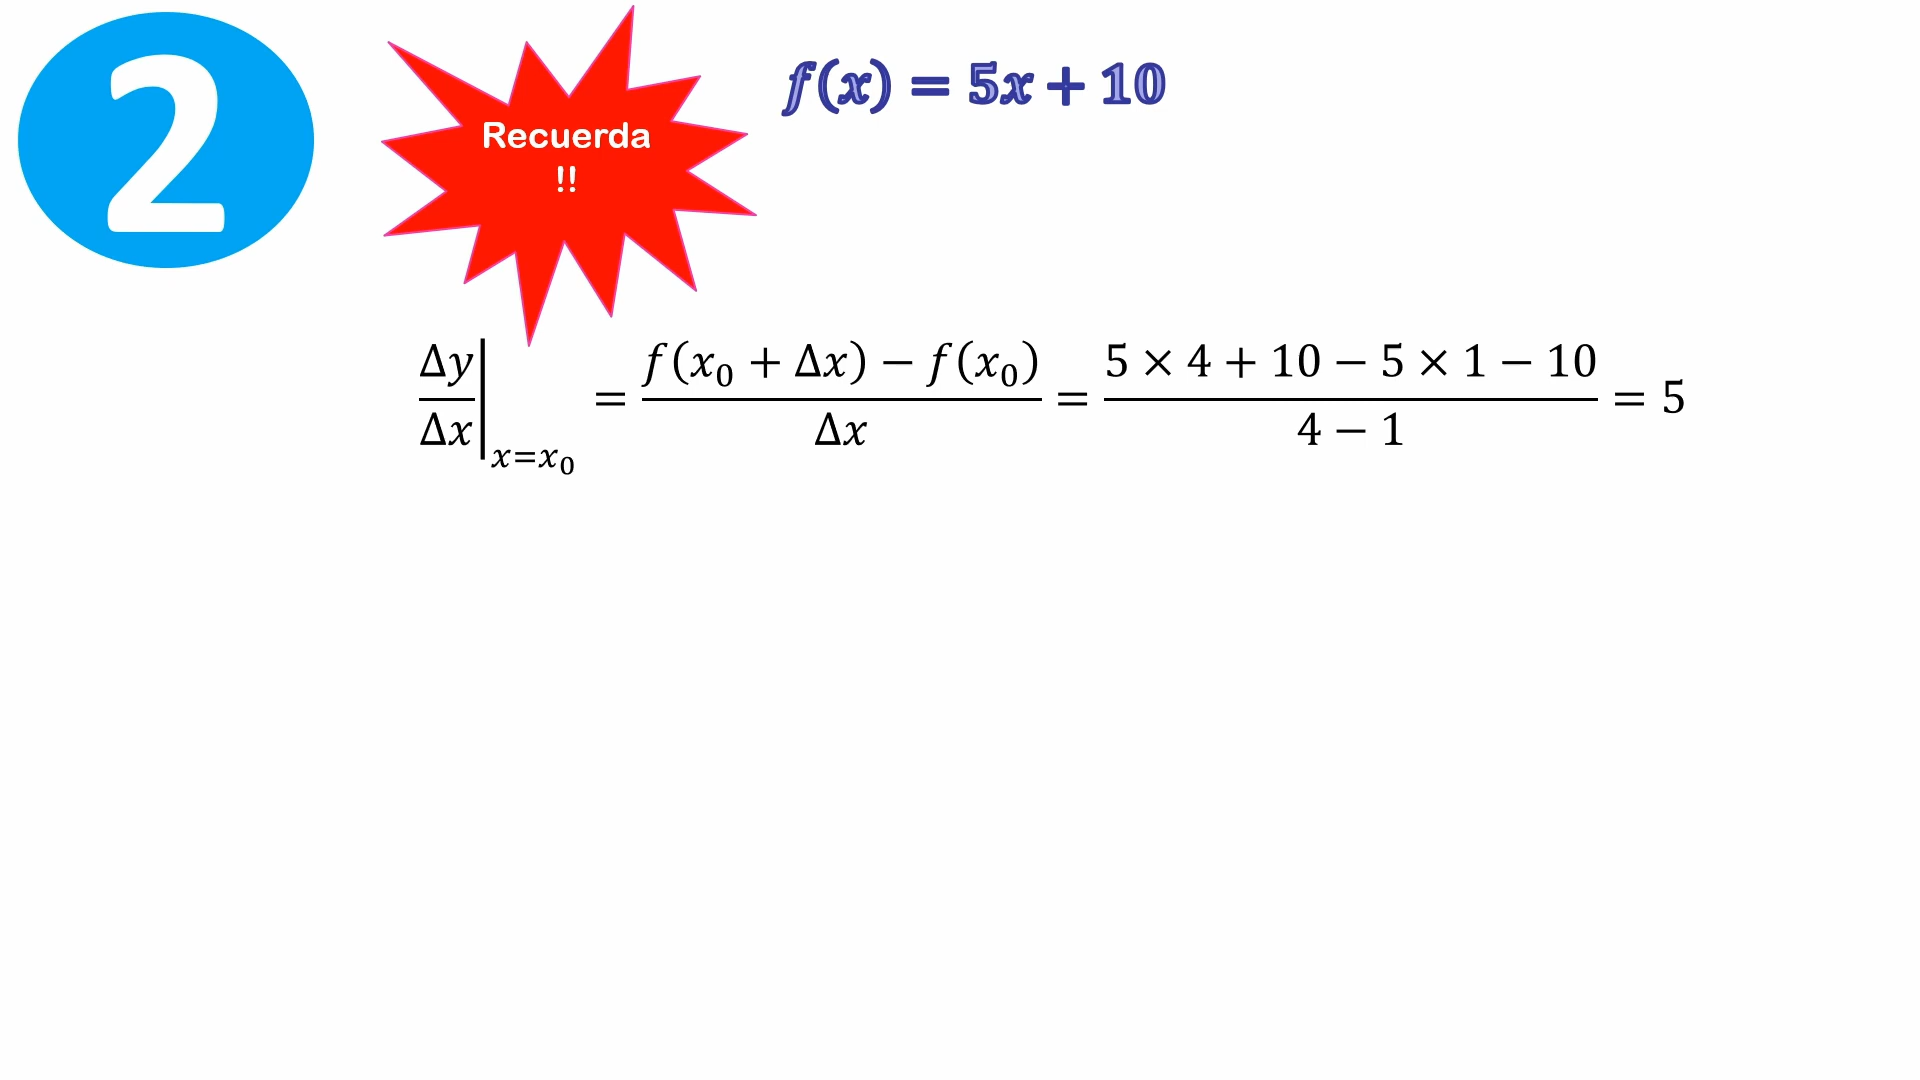 2
Recuerda
!!
f(x) = 5x + 10
Δy/Δx|x=x₀ = f(x₀ + Δx) − f(x₀)/Δx = 5 × 4 + 10 − 5 × 1 − 10/4 − 1 = 5